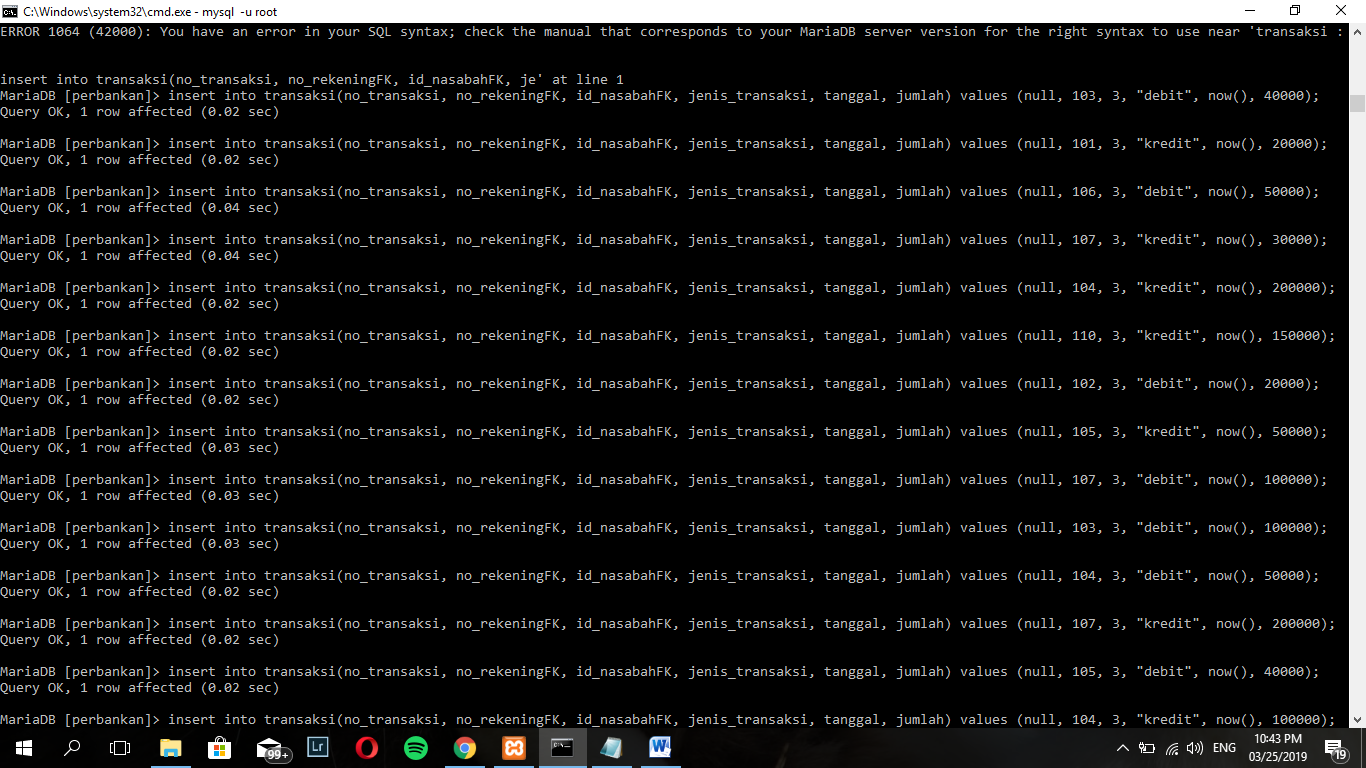 C:\Windows\system32\cmd.exe - mysql -u root
ERROR 1064 (42000): You have an error in your SQL syntax; check the manual that corresponds to your MariaDB server version for the right syntax to use near 'transaksi :
insert into transaksi(no_transaksi, no_rekeningFK, id_nasabahFK, je' at line 1
MariaDB [perbankan]> insert into transaksi(no_transaksi, no_rekeningFK, id_nasabahFK, jenis_transaksi, tanggal, jumlah) values (null, 103, 3, "debit", now(), 40000);
Query OK, 1 row affected (0.02 sec)
MariaDB [perbankan]> insert into transaksi(no_transaksi, no_rekeningFK, id_nasabahFK, jenis_transaksi, tanggal, jumlah) values (null, 101, 3, "kredit", now(), 20000);
Query OK, 1 row affected (0.02 sec)
MariaDB [perbankan]> insert into transaksi(no_transaksi, no_rekeningFK, id_nasabahFK, jenis_transaksi, tanggal, jumlah) values (null, 106, 3, "debit", now(), 50000);
Query OK, 1 row affected (0.04 sec)
MariaDB [perbankan]> insert into transaksi(no_transaksi, no_rekeningFK, id_nasabahFK, jenis_transaksi, tanggal, jumlah) values (null, 107, 3, "kredit", now(), 30000);
Query OK, 1 row affected (0.04 sec)
MariaDB [perbankan]> insert into transaksi(no_transaksi, no_rekeningFK, id_nasabahFK, jenis_transaksi, tanggal, jumlah) values (null, 104, 3, "kredit", now(), 200000);
Query OK, 1 row affected (0.02 sec)
MariaDB [perbankan]> insert into transaksi(no_transaksi, no_rekeningFK, id_nasabahFK, jenis_transaksi, tanggal, jumlah) values (null, 110, 3, "kredit", now(), 150000);
Query OK, 1 row affected (0.02 sec)
MariaDB [perbankan]> insert into transaksi(no_transaksi, no_rekeningFK, id_nasabahFK, jenis_transaksi, tanggal, jumlah) values (null, 102, 3, "debit", now(), 20000);
Query OK, 1 row affected (0.02 sec)
MariaDB [perbankan]> insert into transaksi(no_transaksi, no_rekeningFK, id_nasabahFK, jenis_transaksi, tanggal, jumlah) values (null, 105, 3, "kredit", now(), 50000);
Query OK, 1 row affected (0.03 sec)
MariaDB [perbankan]> insert into transaksi(no_transaksi, no_rekeningFK, id_nasabahFK, jenis_transaksi, tanggal, jumlah) values (null, 107, 3, "debit", now(), 100000);
Query OK, 1 row affected (0.03 sec)
MariaDB [perbankan]> insert into transaksi(no_transaksi, no_rekeningFK, id_nasabahFK, jenis_transaksi, tanggal, jumlah) values (null, 103, 3, "debit", now(), 100000);
Query OK, 1 row affected (0.03 sec)
MariaDB [perbankan]> insert into transaksi(no_transaksi, no_rekeningFK, id_nasabahFK, jenis_transaksi, tanggal, jumlah) values (null, 104, 3, "debit", now(), 50000);
Query OK, 1 row affected (0.02 sec)
MariaDB [perbankan]> insert into transaksi(no_transaksi, no_rekeningFK, id_nasabahFK, jenis_transaksi, tanggal, jumlah) values (null, 107, 3, "kredit", now(), 200000);
Query OK, 1 row affected (0.02 sec)
MariaDB [perbankan]> insert into transaksi(no_transaksi, no_rekeningFK, id_nasabahFK, jenis_transaksi, tanggal, jumlah) values (null, 105, 3, "debit", now(), 40000);
Query OK, 1 row affected (0.02 sec)
MariaDB [perbankan]> insert into transaksi(no_transaksi, no_rekeningFK, id_nasabahFK, jenis_transaksi, tanggal, jumlah) values (null, 104, 3, "kredit", now(), 100000);
99+
Lr
ENG
10:43 PM
03/25/2019
19